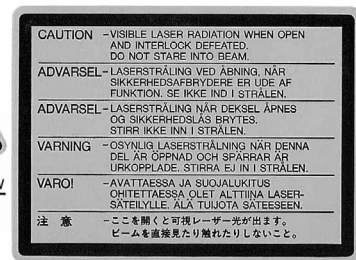 CAUTION -VISIBLE LASER RADIATION WHEN OPEN
AND INTERLOCK DEFEATED.
DO NOT STARE INTO BEAM.
ADVARSEL-LASERSTRÅLING VED ÅBNING, NÅR
SIKKERHEDSAFBRYDERE ER UDE AF
FUNKTION. SE IKKE IND I STRÅLEN.
ADVARSEL-LASERSTRÅLING NÅR DEKSEL ÅPNES
OG SIKKERHEDSLÅS BRYTES.
STIRR IKKE INN I STRÅLEN.
VARNING -OSYNLIG LASERSTRÅLNING NÄR DENNA
DEL ÄR ÖPPNAD OCH SPÄRRAR ÄR
URKOPPLADE. STIRRA EJ IN I STRÅLEN.
VARO! -AVATTAESSA JA SUOJALUKITUS
OHITETTAESSA OLET ALTTIINA LASER-
SÄTEILYLLE. ÄLÄ TUIJOTA SÄTEESEEN.
注 意 -ここを開くと可視レーザー光が出ます。
ビームを直接見たり触れたりしないこと。